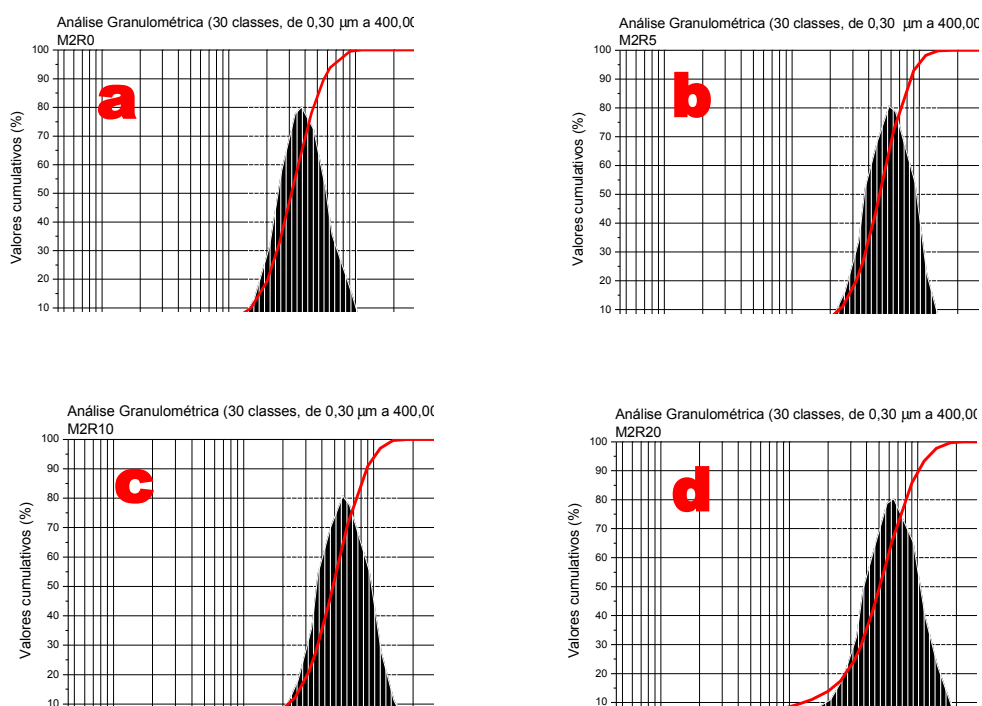 Análise Granulométrica (30 classes, de 0,30 µm a 400,00
M2R0
100
90
80
70
60
50
40
30
20
10
Valores cumulativos (%)
a
Análise Granulométrica (30 classes, de 0,30 µm a 400,00
M2R5
100
90
80
70
60
50
40
30
20
10
Valores cumulativos (%)
b
Análise Granulométrica (30 classes, de 0,30 µm a 400,00
M2R10
100
90
80
70
60
50
40
30
20
10
Valores cumulativos (%)
c
Análise Granulométrica (30 classes, de 0,30 µm a 400,00
M2R20
100
90
80
70
60
50
40
30
20
10
Valores cumulativos (%)
d